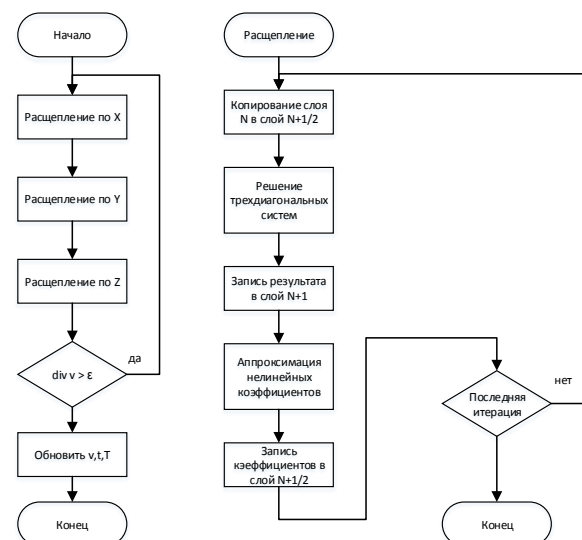 Начало
Расщепление по X
Расщепление по Y
Расщепление по Z
div v > ε
да
Обновить v,t,T
Конец
Расщепление
Копирование слоя
N в слой N+1/2
Решение
трехдиагональных
систем
Запись результата
в слой N+1
Аппроксимация
нелинейных
коэффициентов
Запись
кэеффициентов в
слой N+1/2
Последняя
итерация
нет
Конец